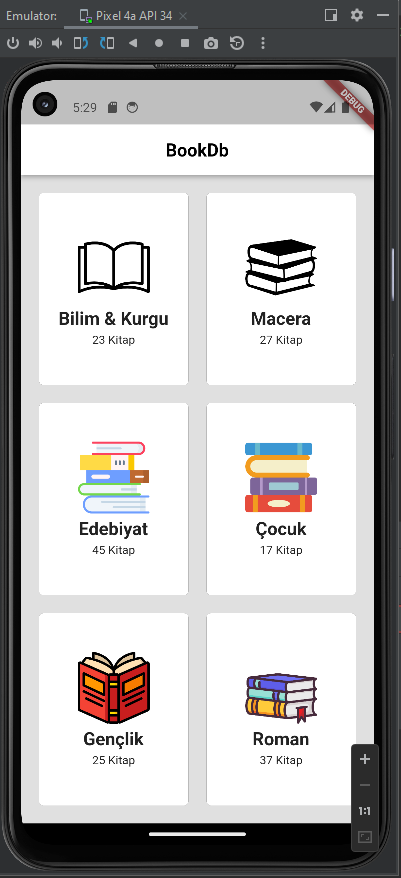 Emulator: Pixel 4a API 34
5:29
DEBUG
BookDb
Bilim & Kurgu
23 Kitap
Macera
27 Kitap
Edebiyat
45 Kitap
Çocuk
17 Kitap
Gençlik
25 Kitap
Roman
37 Kitap
1:1